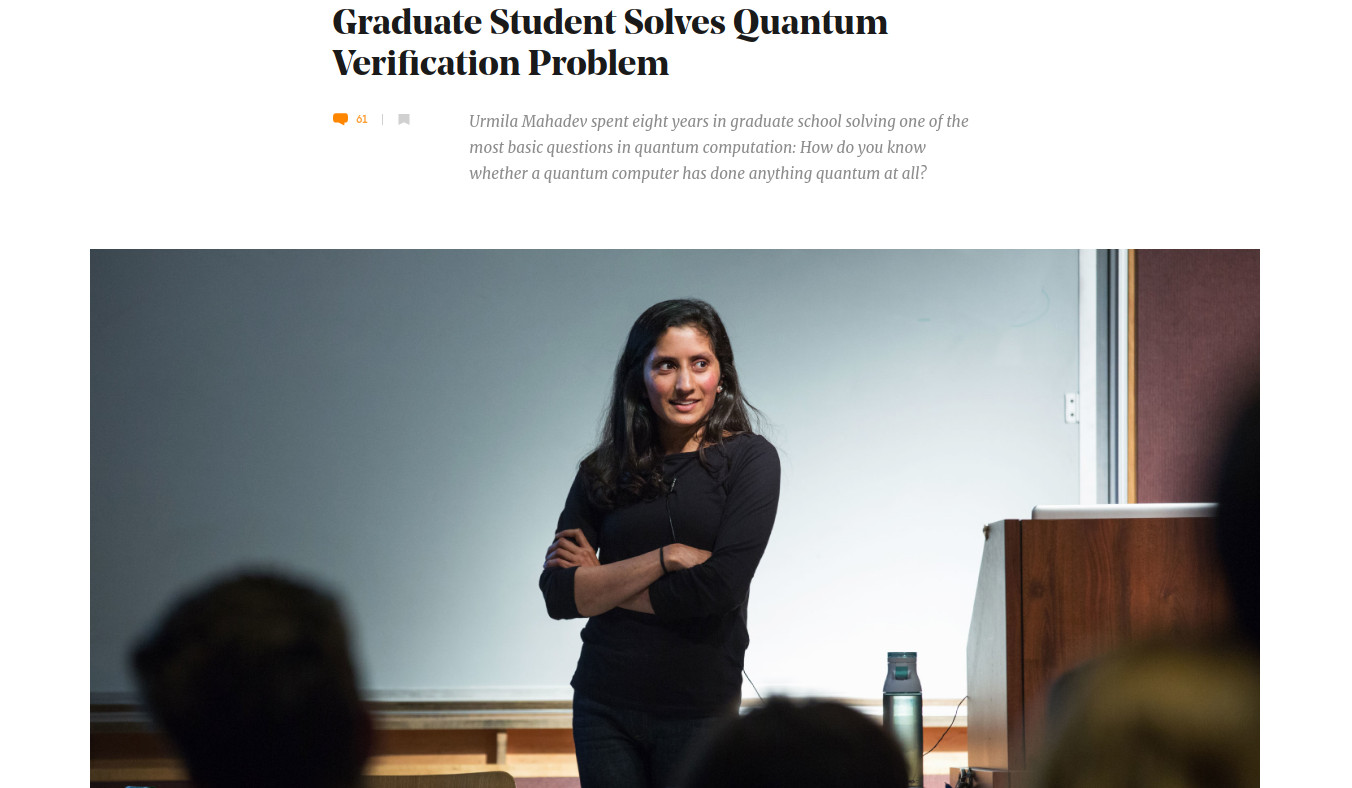 Graduate Student Solves Quantum
Verification Problem
61
Urmila Mahadev spent eight years in graduate school solving one of the
most basic questions in quantum computation: How do you know
whether a quantum computer has done anything quantum at all?